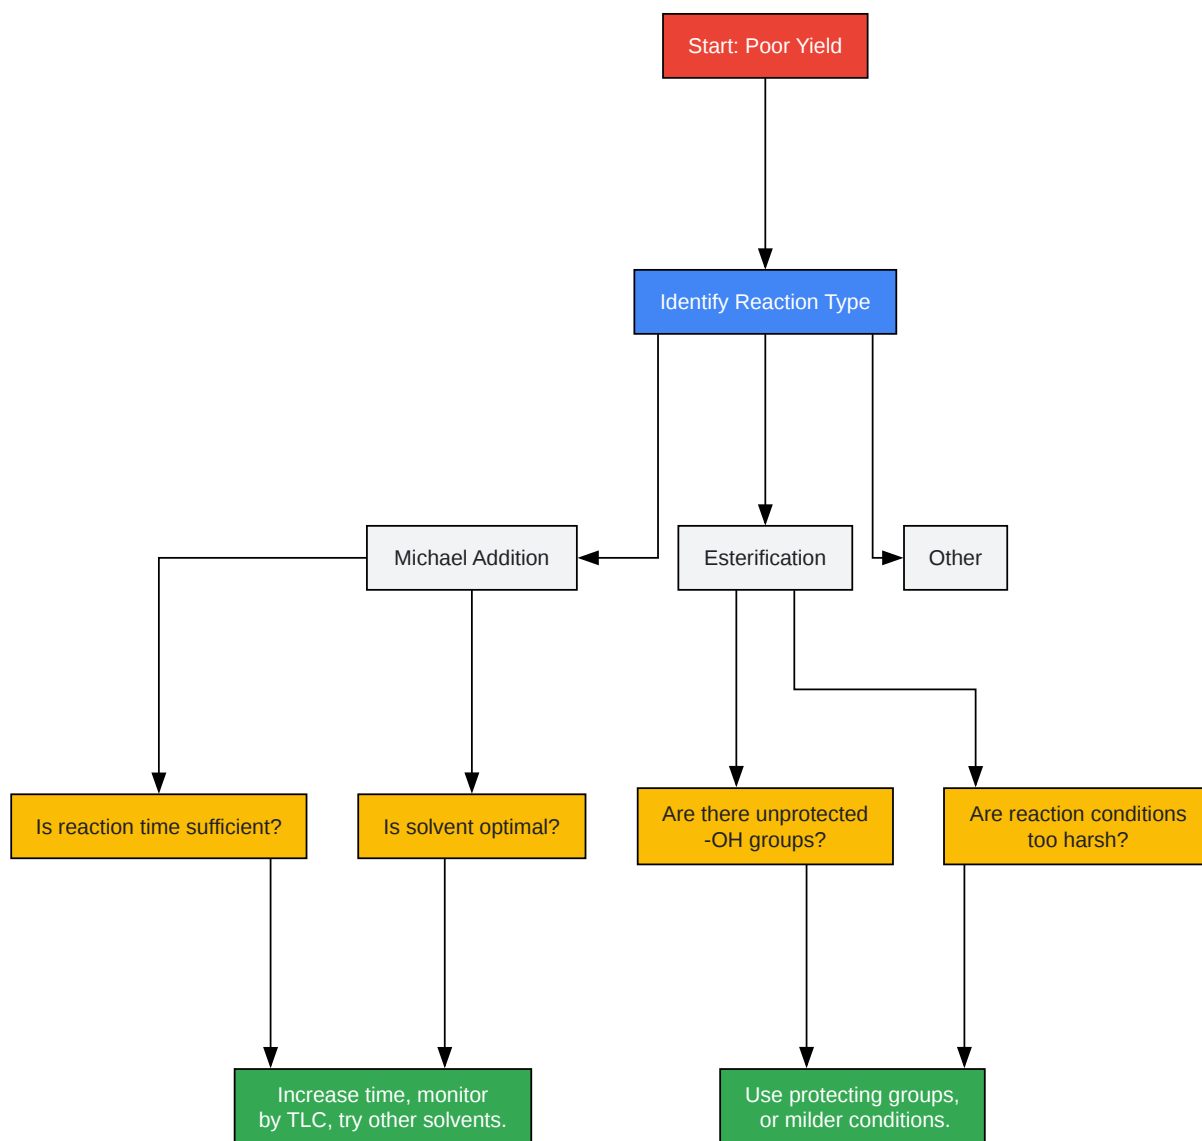 Start: Poor Yield
Identify Reaction Type
Michael Addition
Esterification
Other
Is reaction time sufficient?
Is solvent optimal?
Are there unprotected
-OH groups?
Are reaction conditions
too harsh?
Increase time, monitor
by TLC, try other solvents.
Use protecting groups,
or milder conditions.